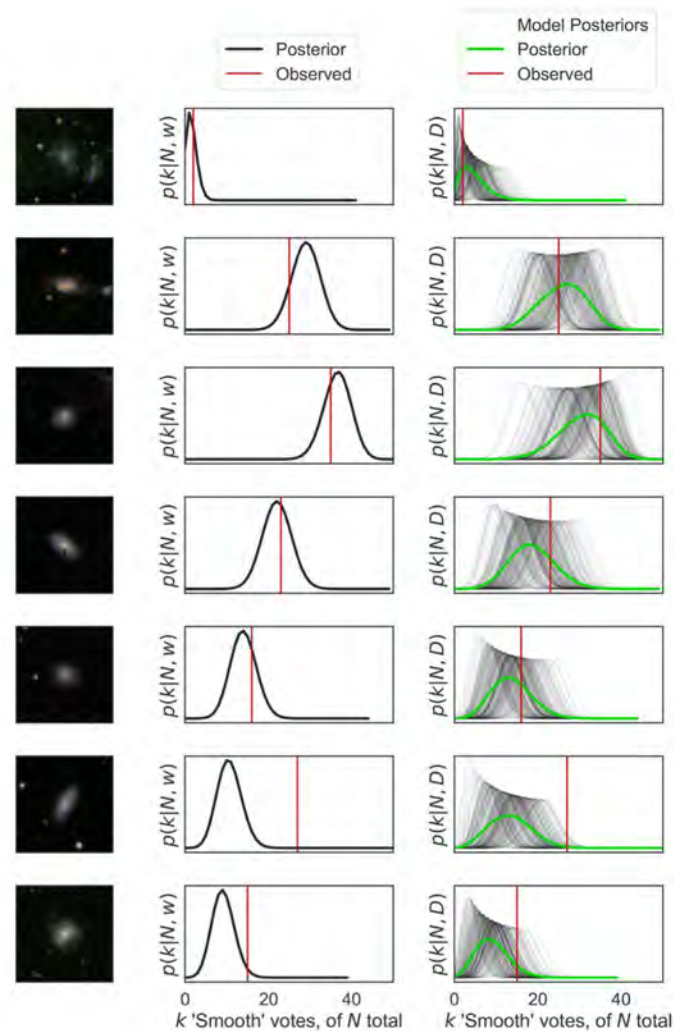 Posterior
Observed
Model Posteriors
Posterior
Observed
p(k|N, w)
p(k|N, D)
p(k|N, w)
p(k|N, D)
p(k|N, w)
p(k|N, D)
p(k|N, w)
p(k|N, D)
p(k|N, w)
p(k|N, D)
p(k|N, w)
p(k|N, D)
p(k|N, w)
p(k|N, D)
0 20 40
0 20 40
k 'Smooth' votes, of N total
k 'Smooth' votes, of N total